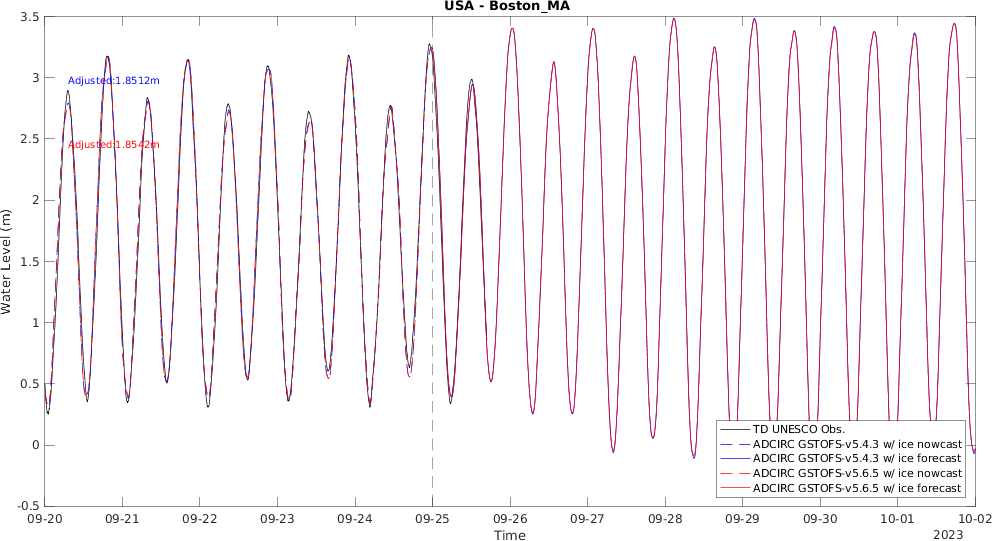 USA - Boston_MA
3.5
3
2.5
2
1.5
1
0.5
0
-0.5
Water Level (m)
Adjusted:1.8512m
Adjusted:1.8542m
TD UNESCO Obs.
ADCIRC GSTOFS-v5.4.3 w/ ice nowcast
ADCIRC GSTOFS-v5.4.3 w/ ice forecast
ADCIRC GSTOFS-v5.6.5 w/ ice nowcast
ADCIRC GSTOFS-v5.6.5 w/ ice forecast
09-20 09-21 09-22 09-23 09-24 09-25 09-26 09-27 09-28 09-29 09-30 10-01 10-02
Time
2023